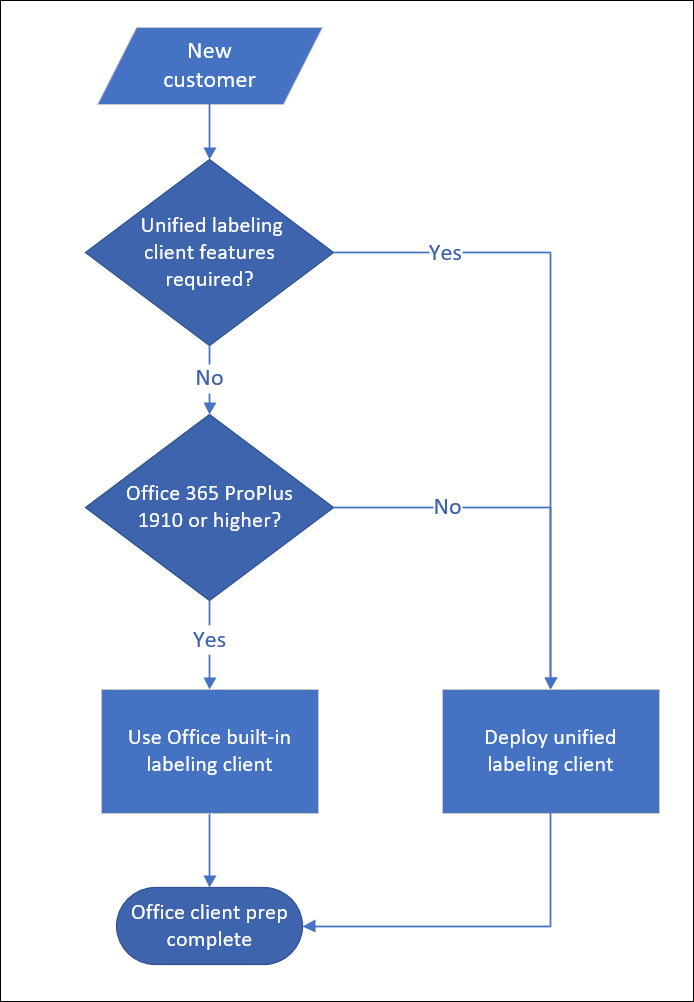 New
customer
Unified labeling
client features
required?
Yes
No
Office 365 ProPlus
1910 or higher?
No
Yes
Use Office built-in
labeling client
Deploy unified
labeling client
Office client prep
complete